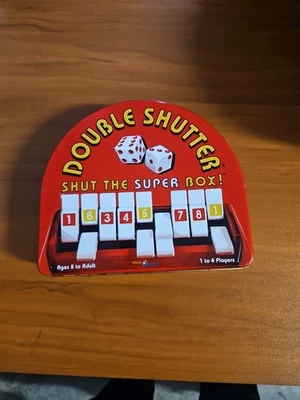 DOUBLE SHUTTER
SHUT THE SUPER BOX!
1 8 3 4 5 7 8 1
Ages 8 to Adult
1 to 4 Players